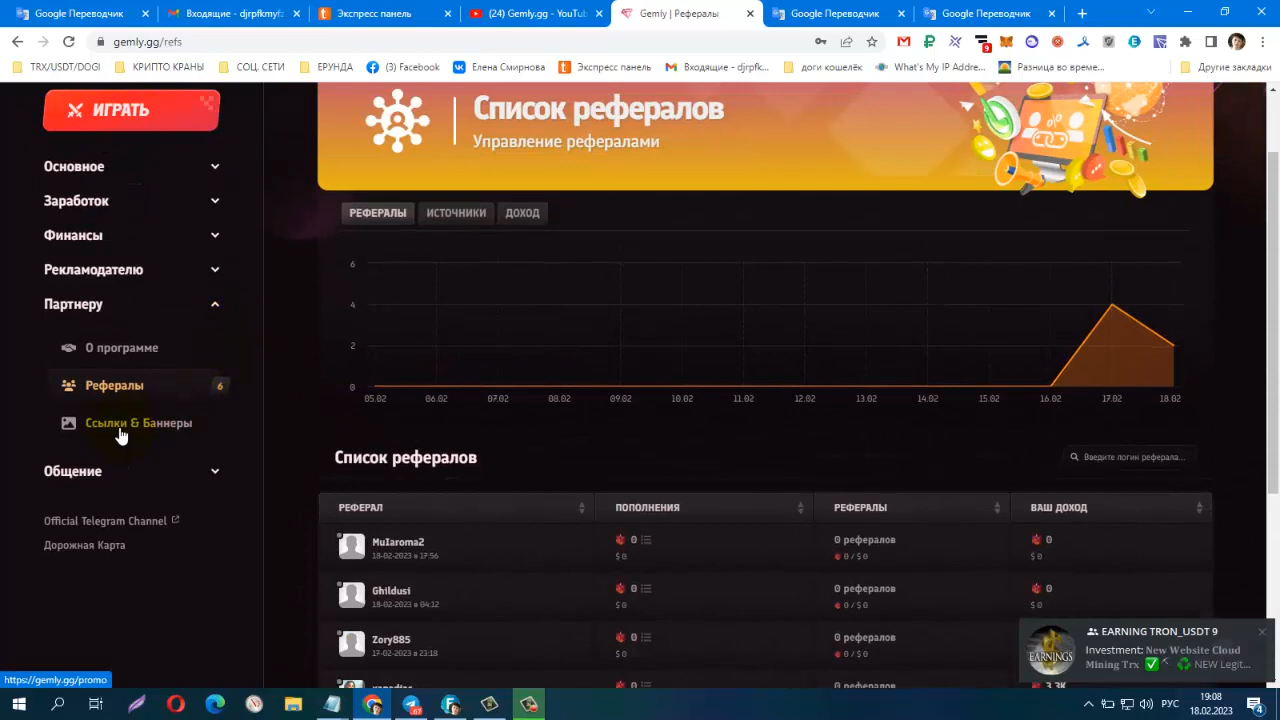 Google Переводчик
Входящие - djrpfkmyfz
Экспресс панель
(24) Gemly.gg - YouTube
Gemly | Рефералы
Google Переводчик
Google Переводчик
gemly.gg/refs
9
TRX/USDT/DOGI
КРИПТО КРАНЫ
СОЦ. СЕТИ
ЕРУНДА
(3) Facebook
Елена Смирнова
Экспресс панель
Входящие - djrpfk...
доги кошелёк
What's My IP Addre...
Разница во време...
Другие закладки
ИГРАТЬ
Основное
Заработок
Финансы
Рекламодателю
Партнеру
О программе
Рефералы 6
Ссылки & Баннеры
Общение
Official Telegram Channel
Дорожная Карта
Список рефералов
Управление рефералами
РЕФЕРАЛЫ ИСТОЧНИКИ ДОХОД
6
4
2
0
05.02 06.02 07.02 08.02 09.02 10.02 11.02 12.02 13.02 14.02 15.02 16.02 17.02 18.02
Список рефералов
Введите логин реферала...
РЕФЕРАЛ ПОПОЛНЕНИЯ РЕФЕРАЛЫ ВАШ ДОХОД
MuIaroma2 0 0 рефералов 0
18-02-2023 в 17:56 $ 0 0 / $ 0 $ 0
Ghildusi 0 0 рефералов 0
18-02-2023 в 04:12 $ 0 0 / $ 0 $ 0
Zory885 0 0 рефералов
17-02-2023 в 23:18 $ 0 0 / $ 0
0 0 рефералов 3.3K
EARNING TRON_USDT 9
Investment: New Website Cloud
Mining Trx ✅ ♻ NEW Legit...
https://gemly.gg/promo
67
РУС
19:08
18.02.2023
4